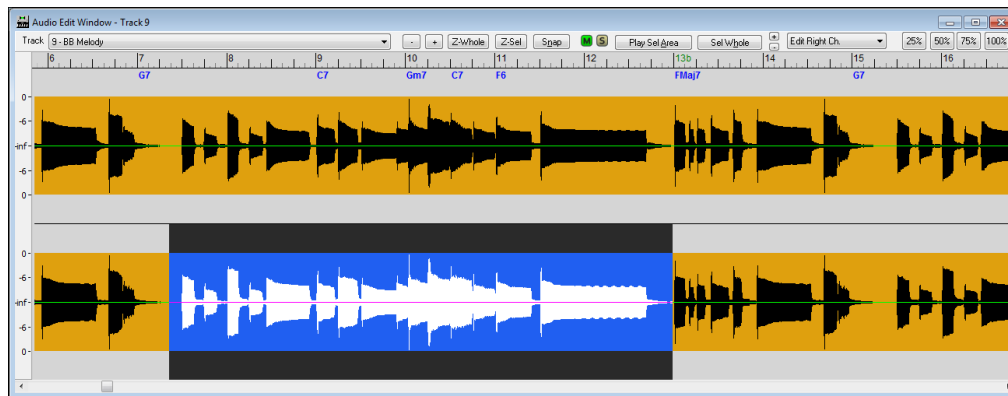 Audio Edit Window - Track 9
Track 9 - BB Melody - + Z-Whole Z-Sel Snap M S Play Sel Area Sel Whole + - Edit Right Ch. 25% 50% 75% 100%
6 7 8 9 10 11 12 13b 14 15 16
G7 C7 Gm7 C7 F6 FMaj7 G7
0-
-6-
-inf-
-6-
0-
0-
-6-
-inf-
-6-
0-